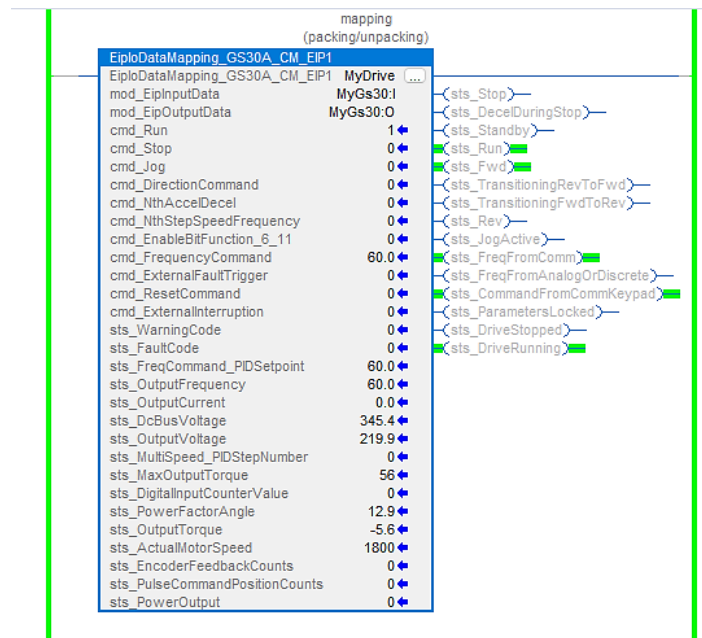 mapping
(packing/unpacking)
EipIoDataMapping_GS30A_CM_EIP1
EipIoDataMapping_GS30A_CM_EIP1 MyDrive ...
mod_EipInputData MyGs30:I (sts_Stop)
mod_EipOutputData MyGs30:O (sts_DecelDuringStop)
cmd_Run 1 (sts_Standby)
cmd_Stop 0 (sts_Run)
cmd_Jog 0 (sts_Fwd)
cmd_DirectionCommand 0 (sts_TransitioningRevToFwd)
cmd_NthAccelDecel 0 (sts_TransitioningFwdToRev)
cmd_NthStepSpeedFrequency 0 (sts_Rev)
cmd_EnableBitFunction_6_11 0 (sts_JogActive)
cmd_FrequencyCommand 60.0 (sts_FreqFromComm)
cmd_ExternalFaultTrigger 0 (sts_FreqFromAnalogOrDiscrete)
cmd_ResetCommand 0 (sts_CommandFromCommKeypad)
cmd_ExternalInterruption 0 (sts_ParametersLocked)
sts_WarningCode 0 (sts_DriveStopped)
sts_FaultCode 0 (sts_DriveRunning)
sts_FreqCommand_PIDSetpoint 60.0
sts_OutputFrequency 60.0
sts_OutputCurrent 0.0
sts_DcBusVoltage 345.4
sts_OutputVoltage 219.9
sts_MultiSpeed_PIDStepNumber 0
sts_MaxOutputTorque 56
sts_DigitalInputCounterValue 0
sts_PowerFactorAngle 12.9
sts_OutputTorque -5.6
sts_ActualMotorSpeed 1800
sts_EncoderFeedbackCounts 0
sts_PulseCommandPositionCounts 0
sts_PowerOutput 0